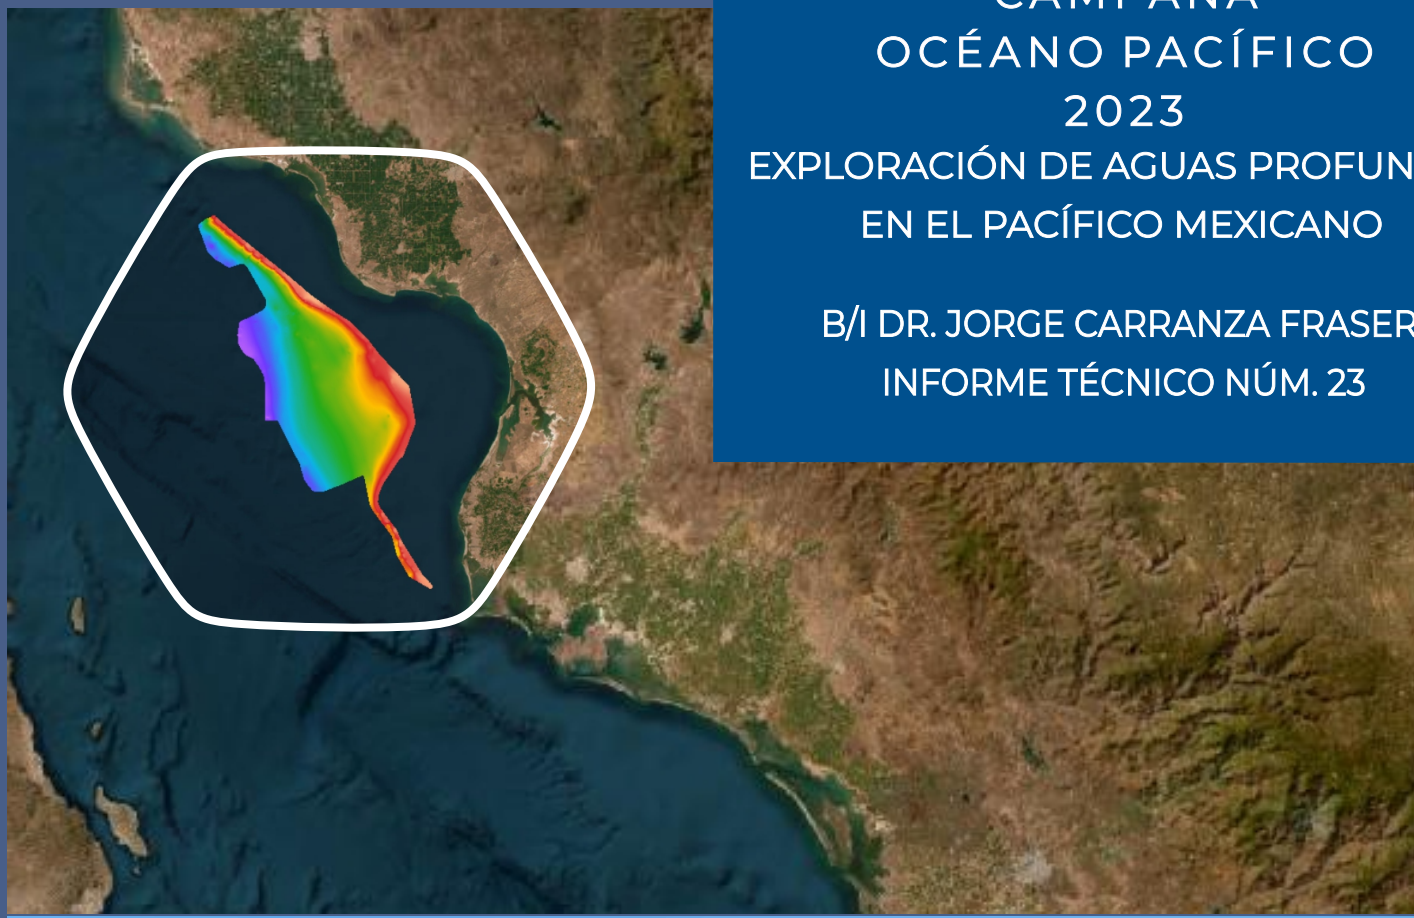 CAMPAÑA
OCÉANO PACÍFICO
2023
EXPLORACIÓN DE AGUAS PROFUN
EN EL PACÍFICO MEXICANO
B/I DR. JORGE CARRANZA FRASER
INFORME TÉCNICO NÚM. 23